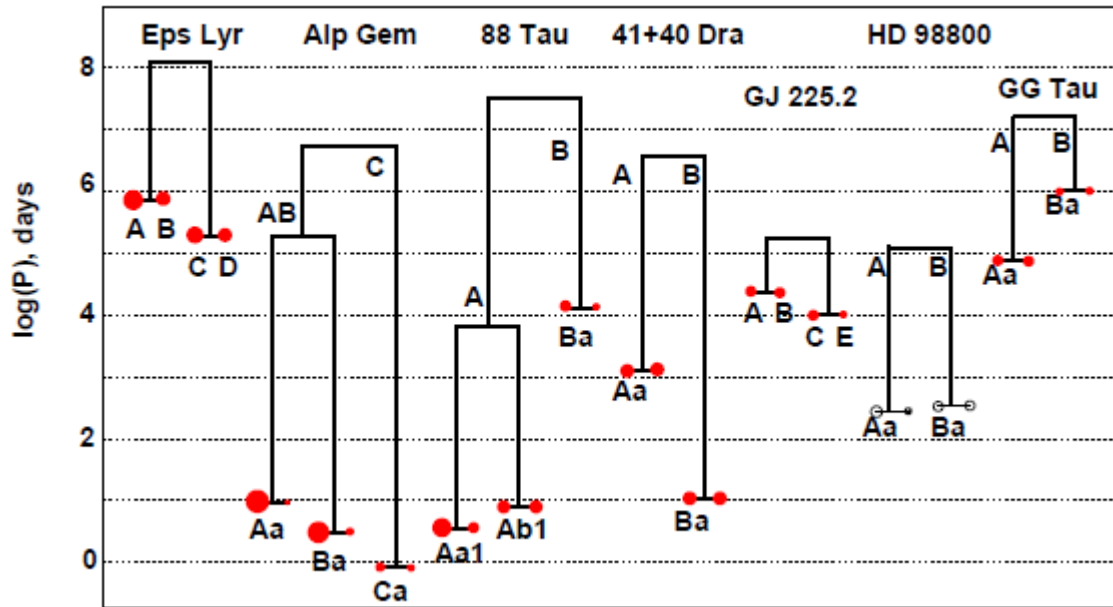 Eps Lyr Alp Gem 88 Tau 41+40 Dra HD 98800
GJ 225.2 GG Tau
8
6
4
2
0
log(P), days
A B
C D
AB
C
Aa
Ba
Ca
A
B
Aa1
Ab1
Ba
A
B
Aa
Ba
A B
C E
A
B
Aa
Ba
A
B
Aa
Ba